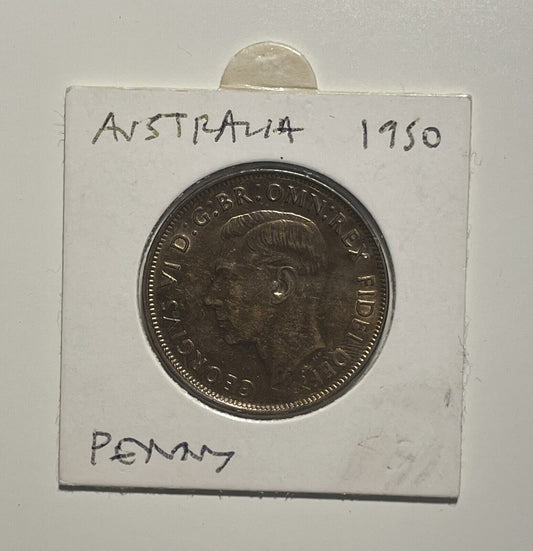 AUSTRALIA 1950
GEORGIVS VI D:G:BR:OMN:REX FIDEI DEF.
PENNY